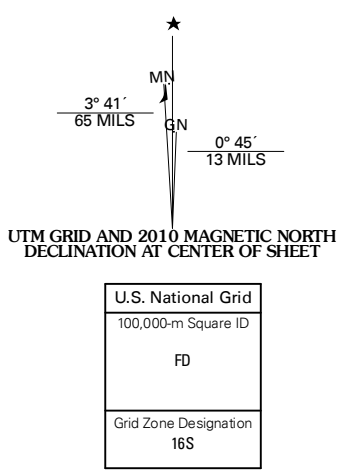 ★
MN
3° 41´
65 MILS
GN
0° 45´
13 MILS
UTM GRID AND 2010 MAGNETIC NORTH
DECLINATION AT CENTER OF SHEET
U.S. National Grid
100,000-m Square ID
FD
Grid Zone Designation
16S